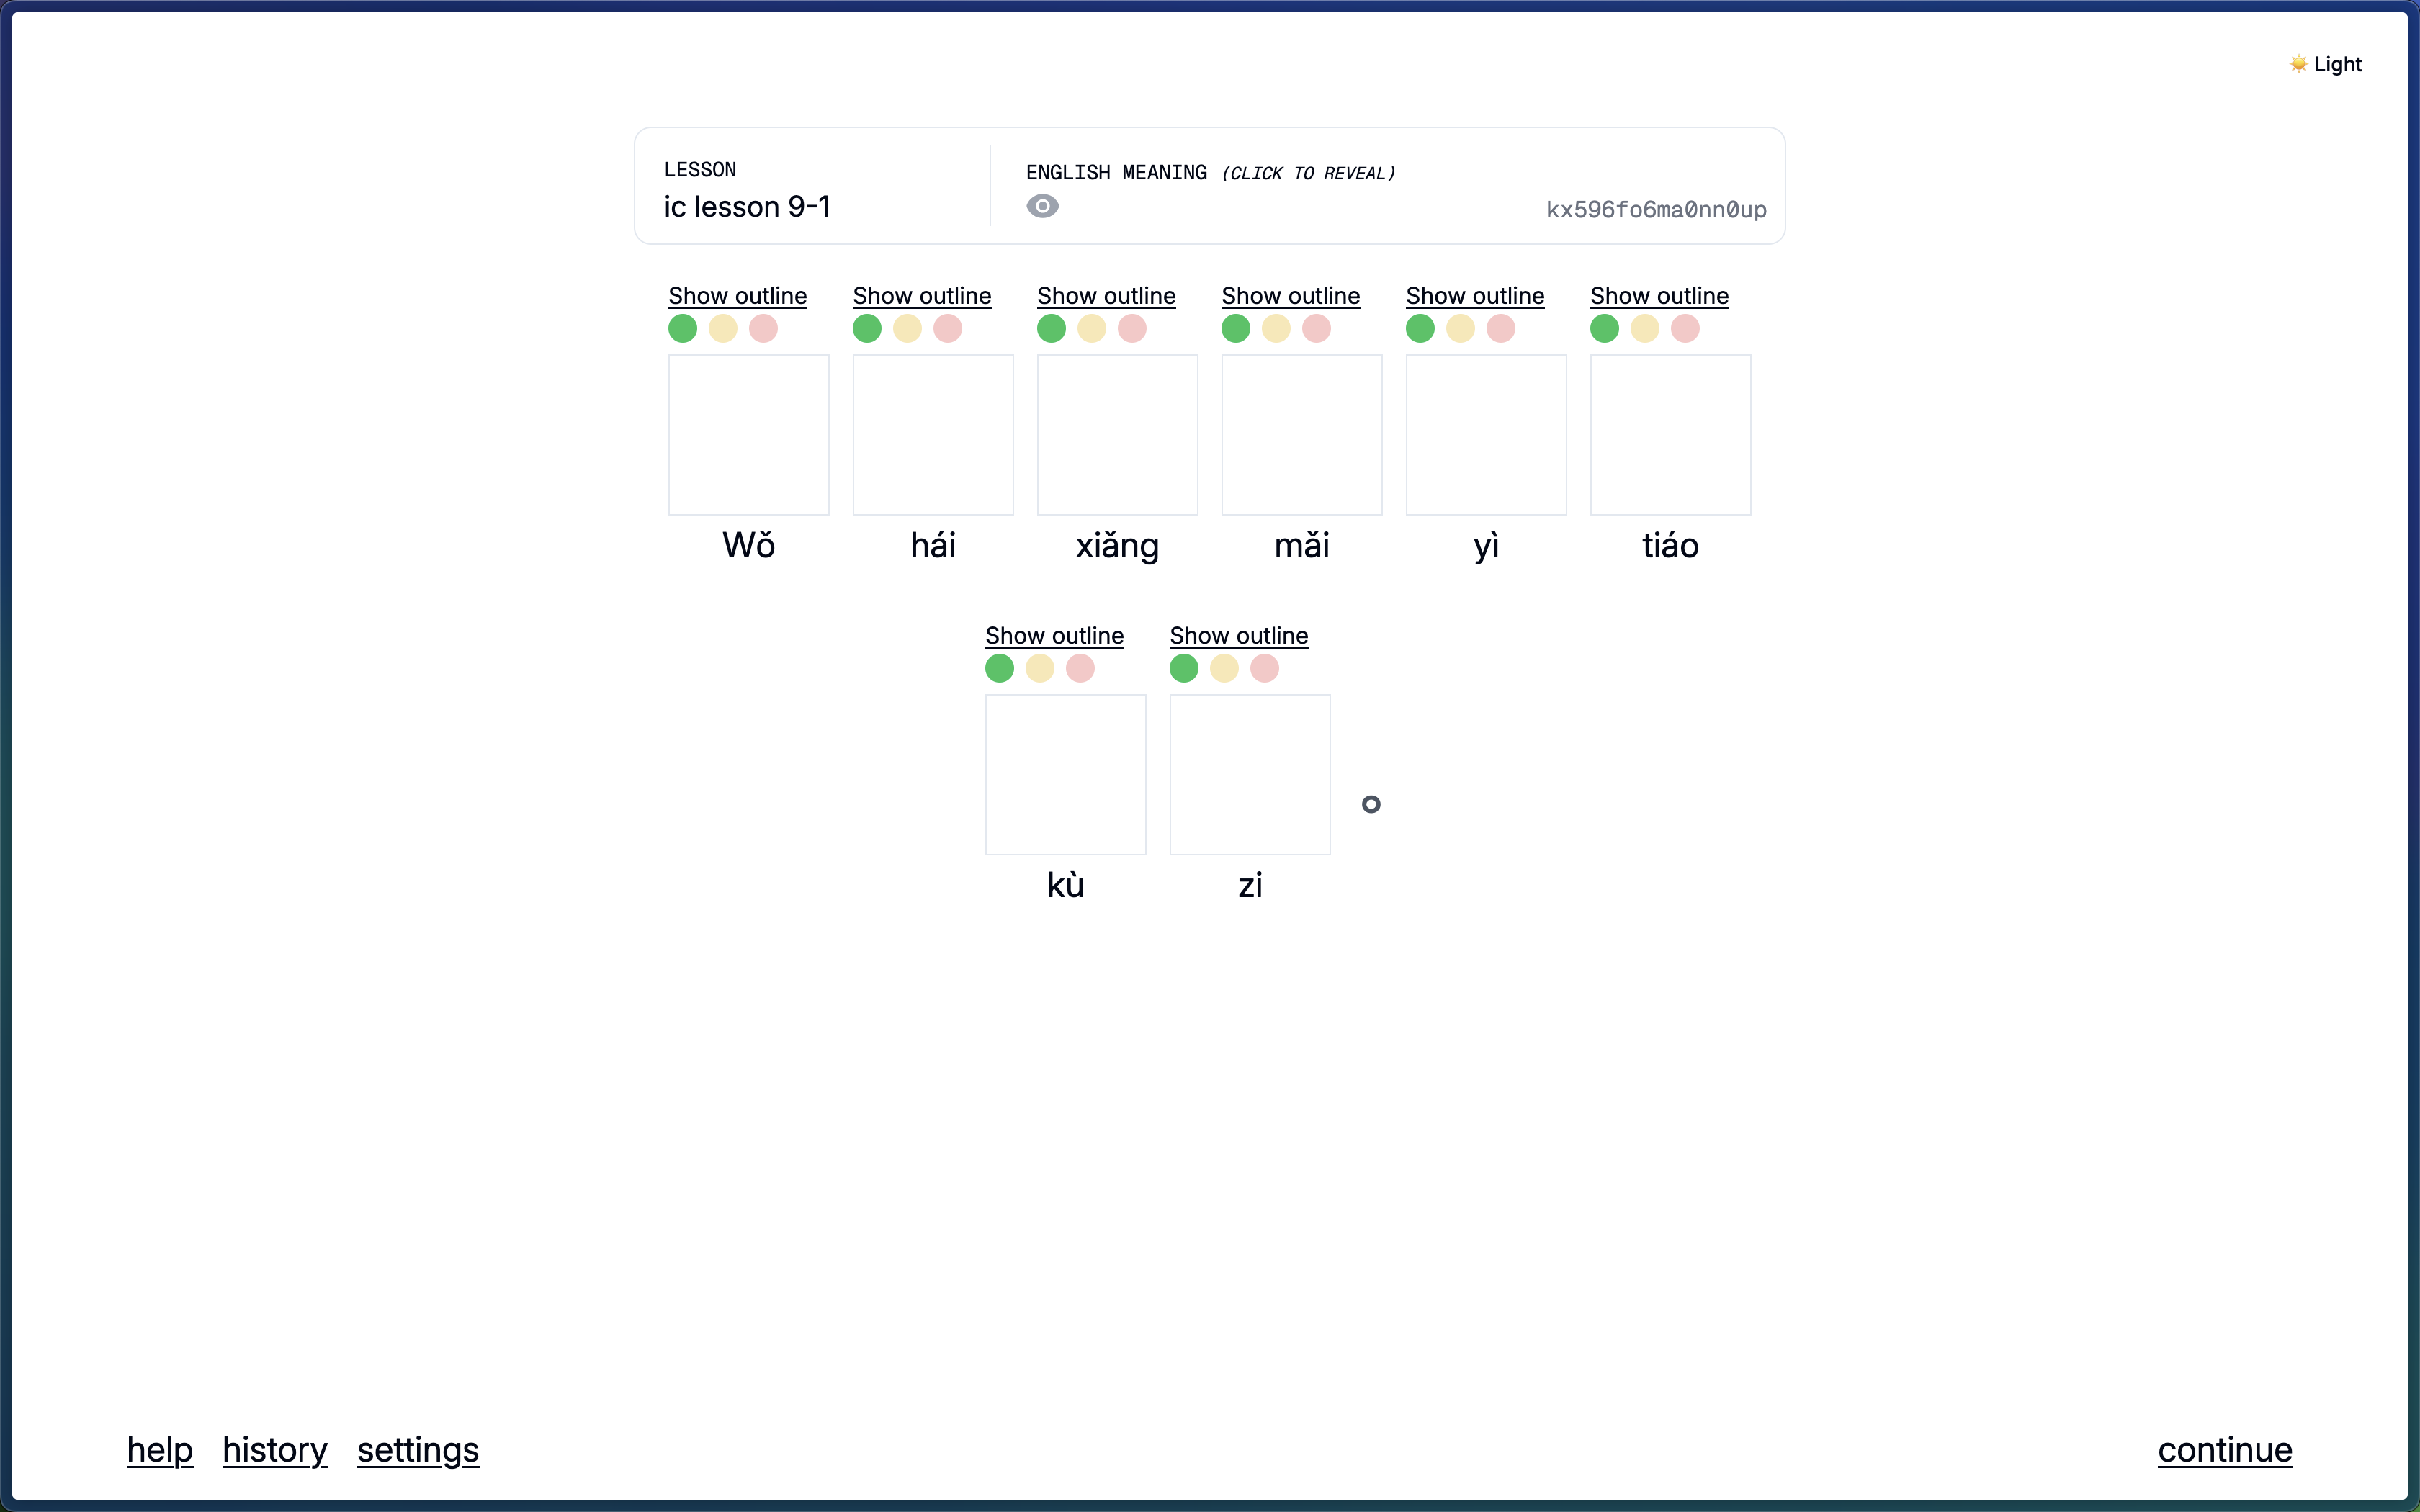 ☀️ Light
LESSON
ic lesson 9-1
ENGLISH MEANING (CLICK TO REVEAL)
kx596fo6ma0nn0up
Show outline Show outline Show outline Show outline Show outline Show outline
Wǒ hái xiǎng mǎi yì tiáo
Show outline Show outline
。
kù zi
help history settings continue